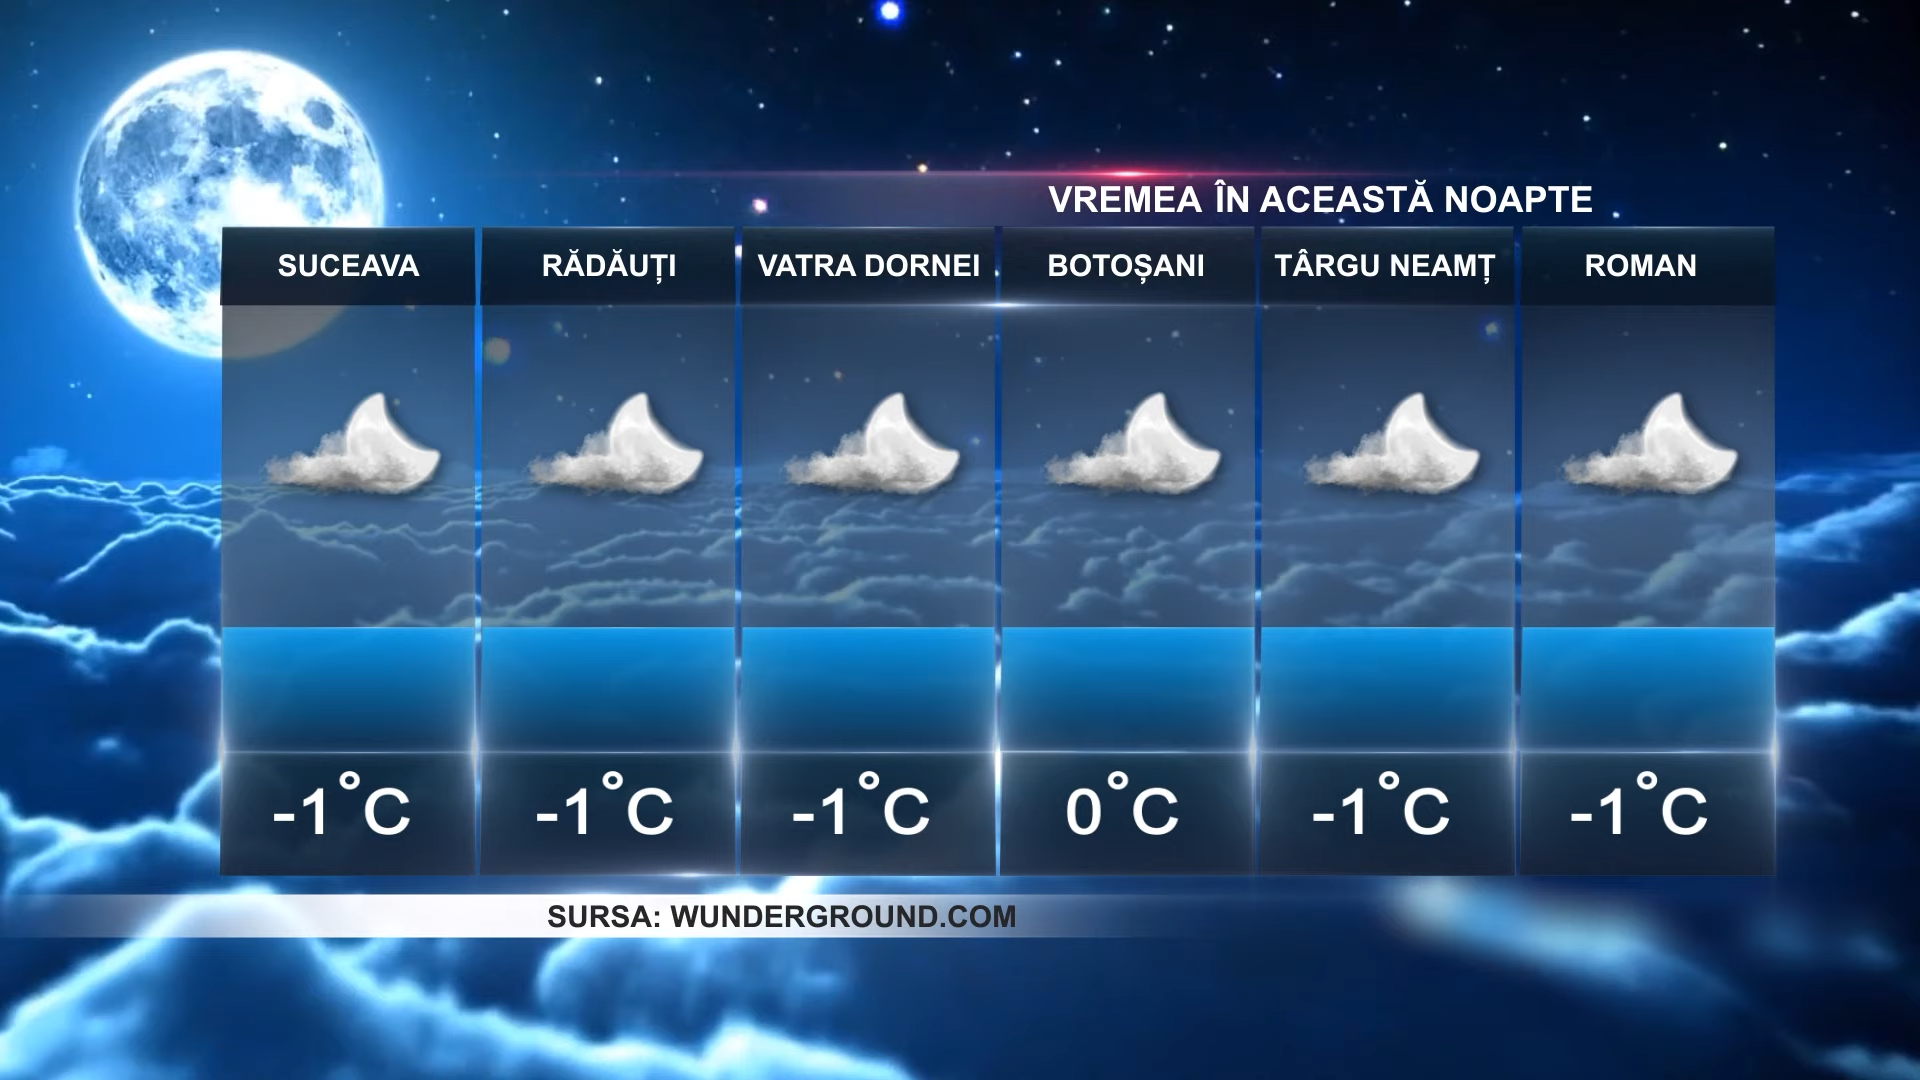 VREMEA ÎN ACEASTĂ NOAPTE
SUCEAVA RĂDĂUȚI VATRA DORNEI BOTOȘANI TÂRGU NEAMȚ ROMAN
-1°C -1°C -1°C 0°C -1°C -1°C
SURSA: WUNDERGROUND.COM